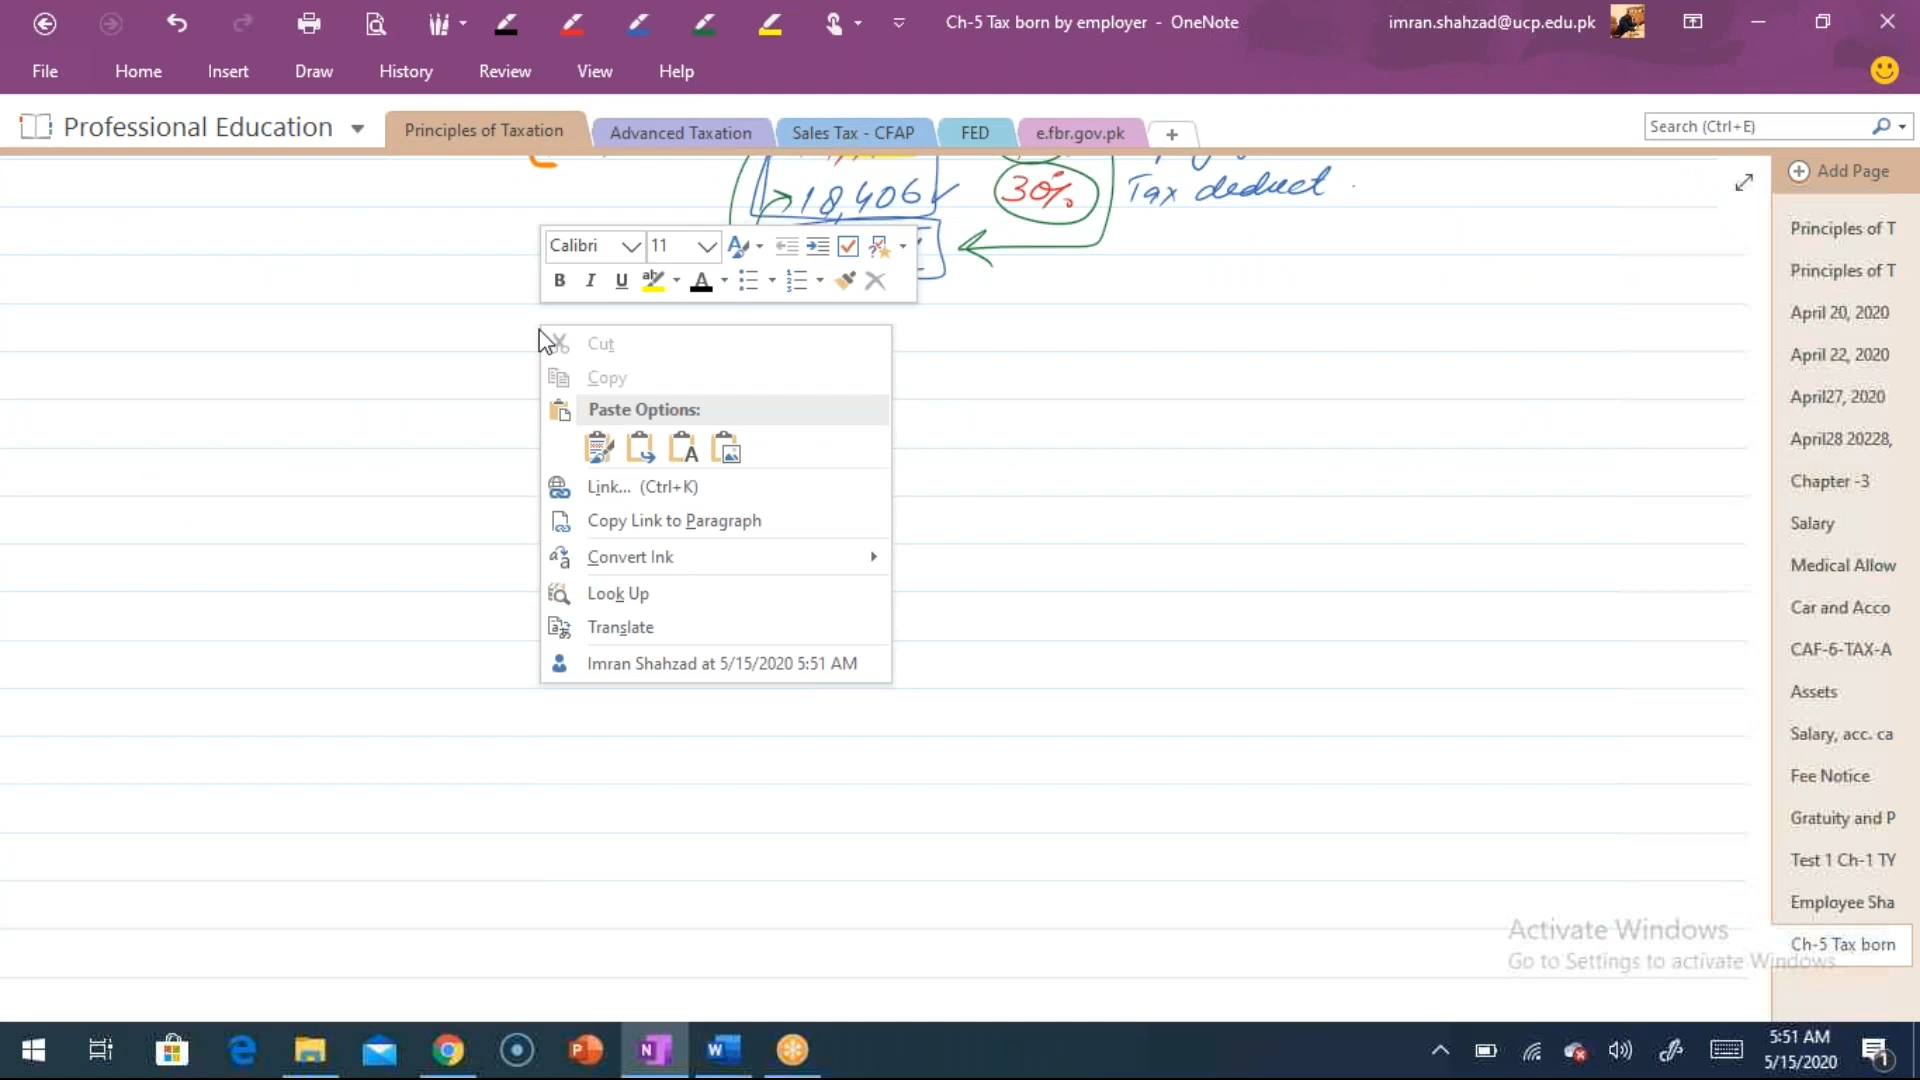 Ch-5 Tax born by employer - OneNote
imran.shahzad@ucp.edu.pk
File Home Insert Draw History Review View Help
Professional Education
Principles of Taxation
Advanced Taxation
Sales Tax - CFAP
FED
e.fbr.gov.pk
Search (Ctrl+E)
18,406
30%
Tax deduct
Calibri 11
B I U
Cut
Copy
Paste Options:
Link... (Ctrl+K)
Copy Link to Paragraph
Convert Ink
Look Up
Translate
Imran Shahzad at 5/15/2020 5:51 AM
Add Page
Principles of T
Principles of T
April 20, 2020
April 22, 2020
April27, 2020
April28 20228,
Chapter -3
Salary
Medical Allow
Car and Acco
CAF-6-TAX-A
Assets
Salary, acc. ca
Fee Notice
Gratuity and P
Test 1 Ch-1 TY
Employee Sha
Ch-5 Tax born
Activate Windows
Go to Settings to activate Windows.
5:51 AM
5/15/2020
1